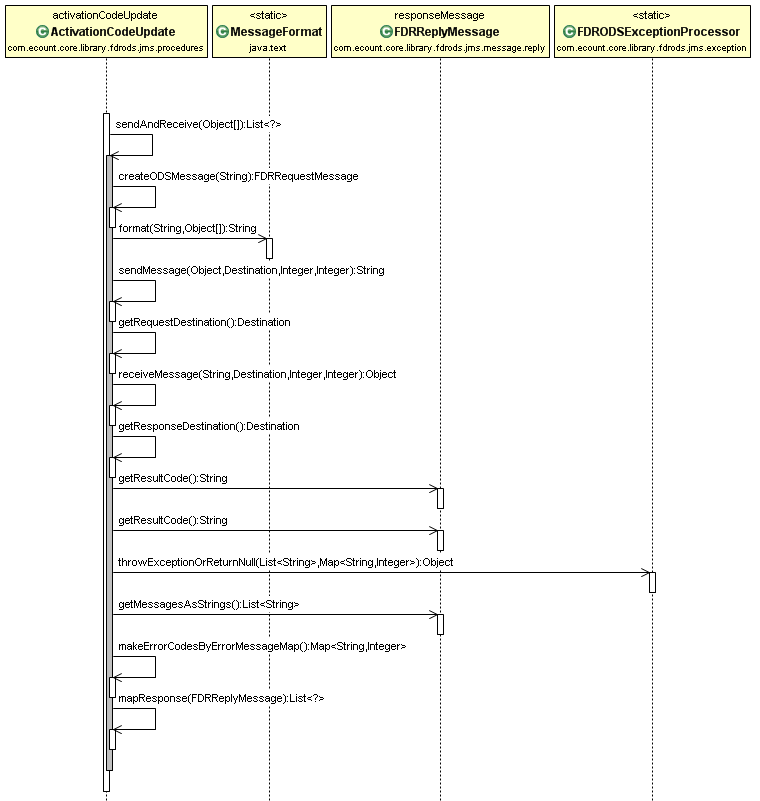 activationCodeUpdate
ActivationCodeUpdate
com.ecount.core.library.fdrods.jms.procedures
<static>
MessageFormat
java.text
responseMessage
FDRReplyMessage
com.ecount.core.library.fdrods.jms.message.reply
<static>
FDRODSExceptionProcessor
com.ecount.core.library.fdrods.jms.exception
sendAndReceive(Object[]):List<?>
createODSMessage(String):FDRRequestMessage
format(String,Object[]):String
sendMessage(Object,Destination,Integer,Integer):String
getRequestDestination():Destination
receiveMessage(String,Destination,Integer,Integer):Object
getResponseDestination():Destination
getResultCode():String
getResultCode():String
throwExceptionOrReturnNull(List<String>,Map<String,Integer>):Object
getMessagesAsStrings():List<String>
makeErrorCodesByErrorMessageMap():Map<String,Integer>
mapResponse(FDRReplyMessage):List<?>